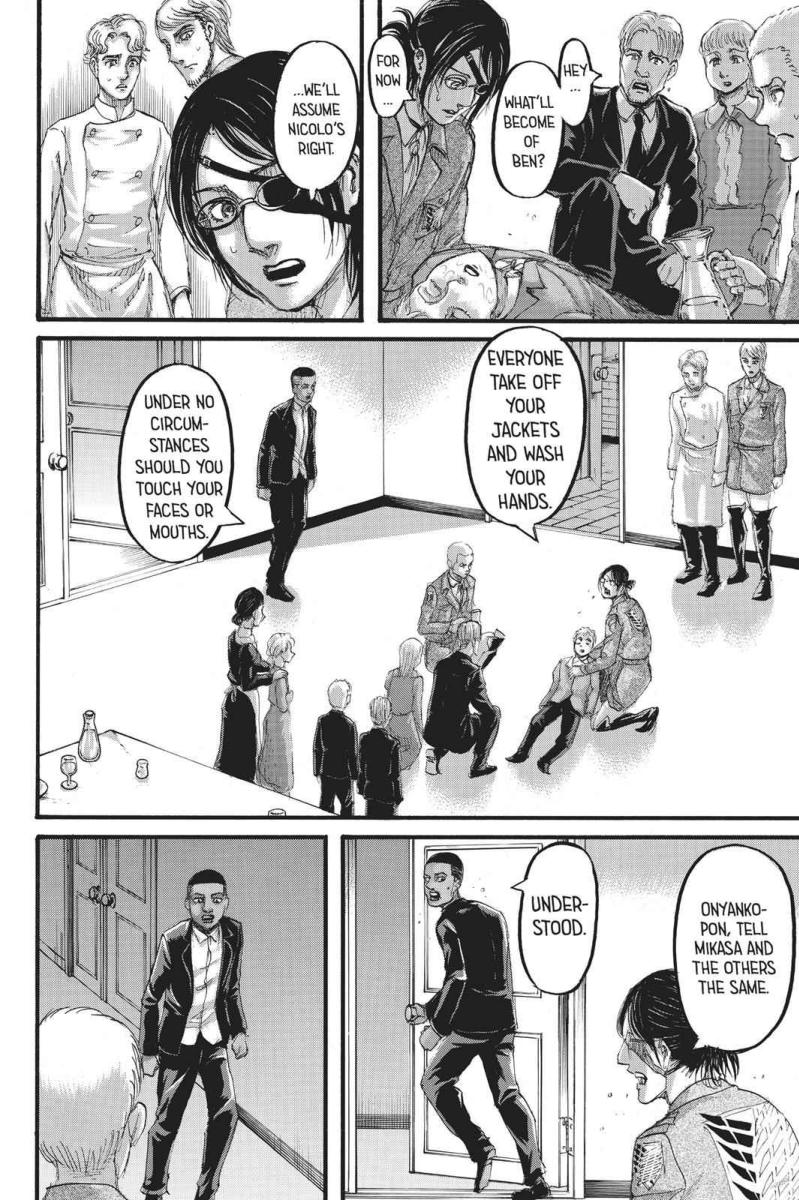 HEY
...
WHAT'LL
BECOME
OF
BEN?
FOR
NOW
...
...WE'LL
ASSUME
NICOLO'S
RIGHT.
EVERYONE
TAKE OFF
YOUR
JACKETS
AND WASH
YOUR
HANDS.
UNDER NO
CIRCUM-
STANCES
SHOULD YOU
TOUCH YOUR
FACES OR
MOUTHS.
ONYANKO-
PON, TELL
MIKASA AND
THE OTHERS
THE SAME.
UNDER-
STOOD.